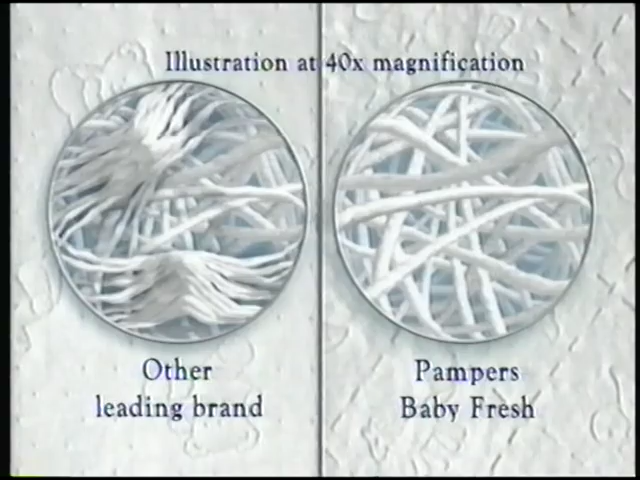 Illustration at 40x magnification
Other
leading brand
Pampers
Baby Fresh